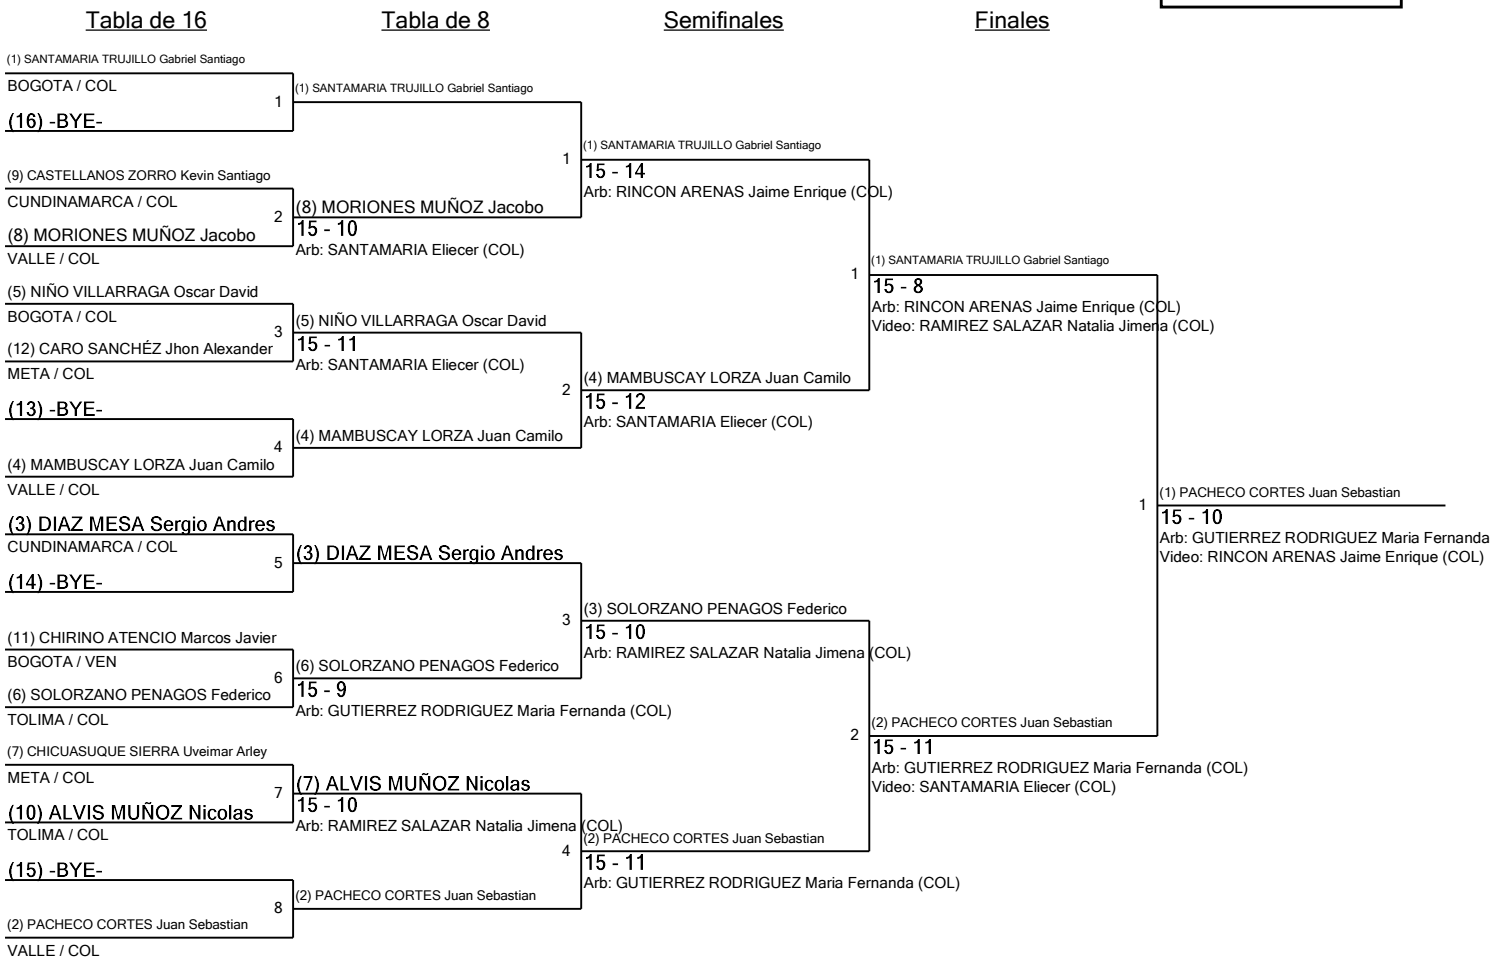 Tabla de 16
Tabla de 8
Semifinales
Finales
(1) SANTAMARIA TRUJILLO Gabriel Santiago
BOGOTA / COL
1
(16) -BYE-
(9) CASTELLANOS ZORRO Kevin Santiago
CUNDINAMARCA / COL
2
(8) MORIONES MUÑOZ Jacobo
VALLE / COL
(5) NIÑO VILLARRAGA Oscar David
BOGOTA / COL
3
(12) CARO SANCHÉZ Jhon Alexander
META / COL
(13) -BYE-
4
(4) MAMBUSCAY LORZA Juan Camilo
VALLE / COL
(3) DIAZ MESA Sergio Andres
CUNDINAMARCA / COL
5
(14) -BYE-
(11) CHIRINO ATENCIO Marcos Javier
BOGOTA / VEN
6
(6) SOLORZANO PENAGOS Federico
TOLIMA / COL
(7) CHICUASUQUE SIERRA Uveimar Arley
META / COL
7
(10) ALVIS MUÑOZ Nicolas
TOLIMA / COL
(15) -BYE-
8
(2) PACHECO CORTES Juan Sebastian
VALLE / COL
(1) SANTAMARIA TRUJILLO Gabriel Santiago
1
(8) MORIONES MUÑOZ Jacobo
15 - 10
Arb: SANTAMARIA Eliecer (COL)
(5) NIÑO VILLARRAGA Oscar David
15 - 11
Arb: SANTAMARIA Eliecer (COL)
2
(4) MAMBUSCAY LORZA Juan Camilo
(3) DIAZ MESA Sergio Andres
3
(6) SOLORZANO PENAGOS Federico
15 - 9
Arb: GUTIERREZ RODRIGUEZ Maria Fernanda (COL)
(7) ALVIS MUÑOZ Nicolas
15 - 10
Arb: RAMIREZ SALAZAR Natalia Jimena (COL)
4
(2) PACHECO CORTES Juan Sebastian
(1) SANTAMARIA TRUJILLO Gabriel Santiago
15 - 14
Arb: RINCON ARENAS Jaime Enrique (COL)
1
(4) MAMBUSCAY LORZA Juan Camilo
15 - 12
Arb: SANTAMARIA Eliecer (COL)
(3) SOLORZANO PENAGOS Federico
15 - 10
Arb: RAMIREZ SALAZAR Natalia Jimena (COL)
2
(2) PACHECO CORTES Juan Sebastian
15 - 11
Arb: GUTIERREZ RODRIGUEZ Maria Fernanda (COL)
(1) SANTAMARIA TRUJILLO Gabriel Santiago
15 - 8
Arb: RINCON ARENAS Jaime Enrique (COL)
Video: RAMIREZ SALAZAR Natalia Jimena (COL)
1
(2) PACHECO CORTES Juan Sebastian
15 - 11
Arb: GUTIERREZ RODRIGUEZ Maria Fernanda (COL)
Video: SANTAMARIA Eliecer (COL)
(1) PACHECO CORTES Juan Sebastian
15 - 10
Arb: GUTIERREZ RODRIGUEZ Maria Fernanda
Video: RINCON ARENAS Jaime Enrique (COL)